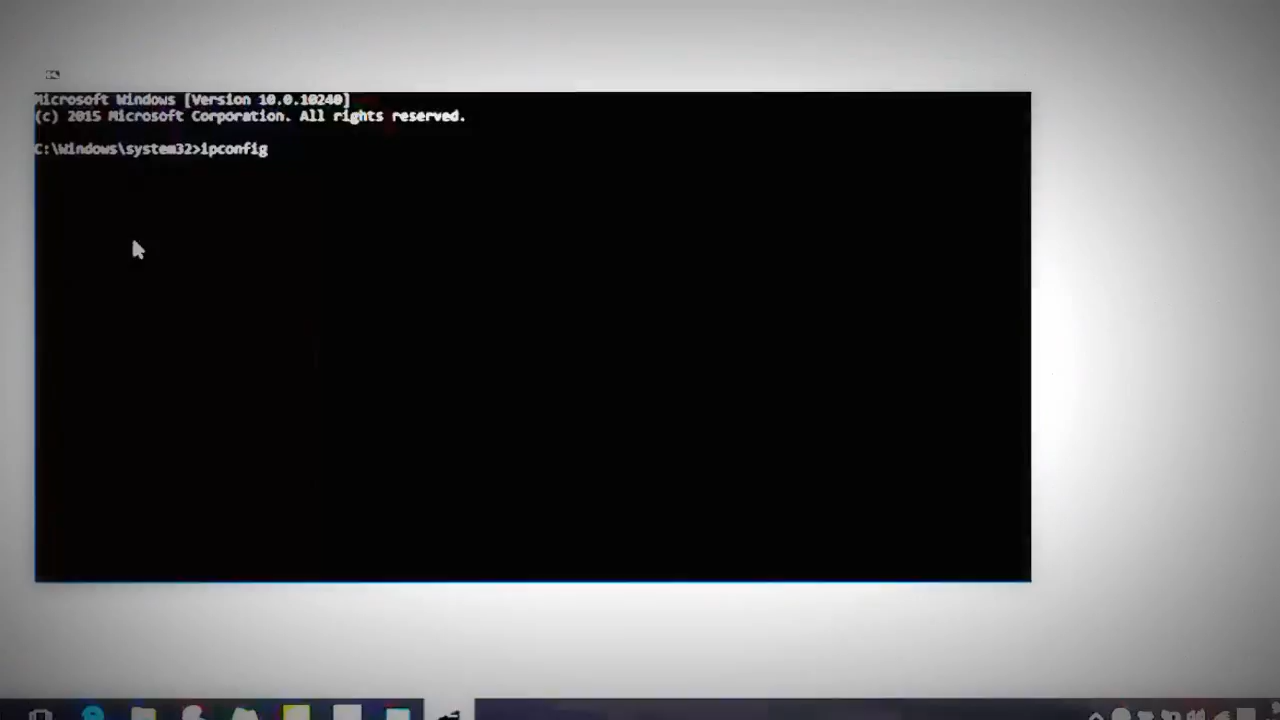 Microsoft Windows [Version 10.0.10240]
(c) 2015 Microsoft Corporation. All rights reserved.
C:\Windows\system32>ipconfig